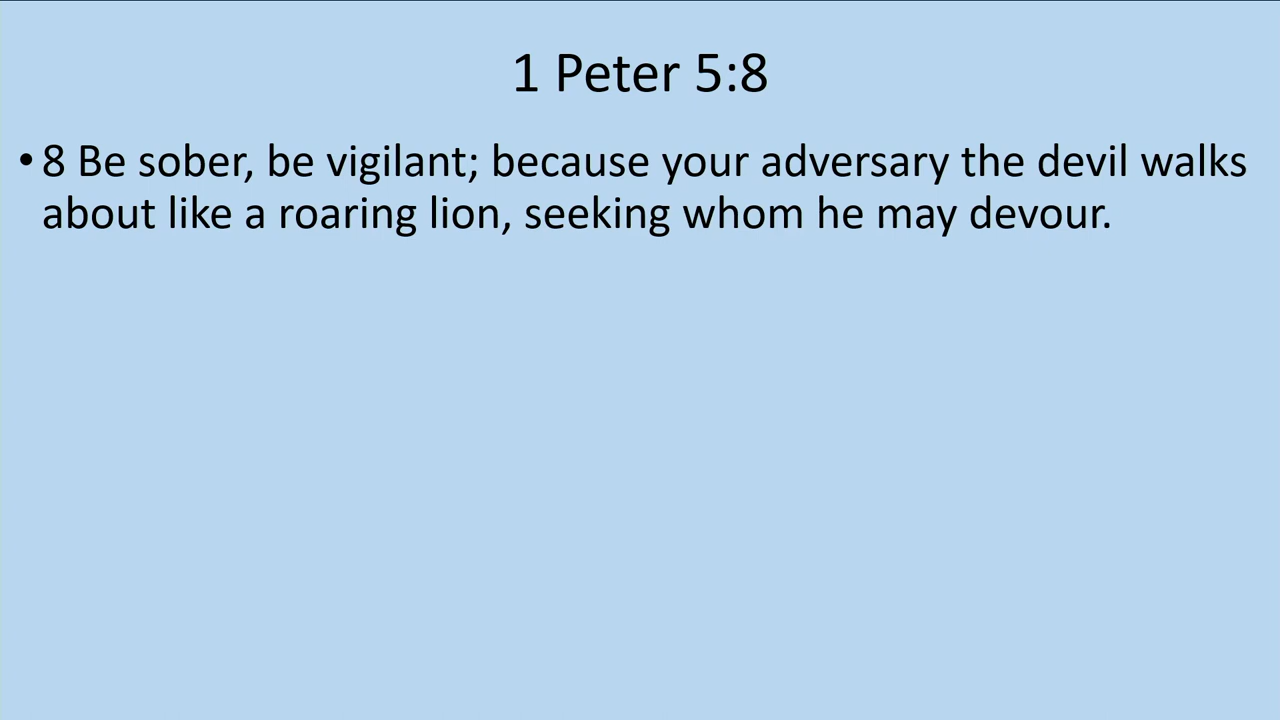 1 Peter 5:8
• 8 Be sober, be vigilant; because your adversary the devil walks
about like a roaring lion, seeking whom he may devour.